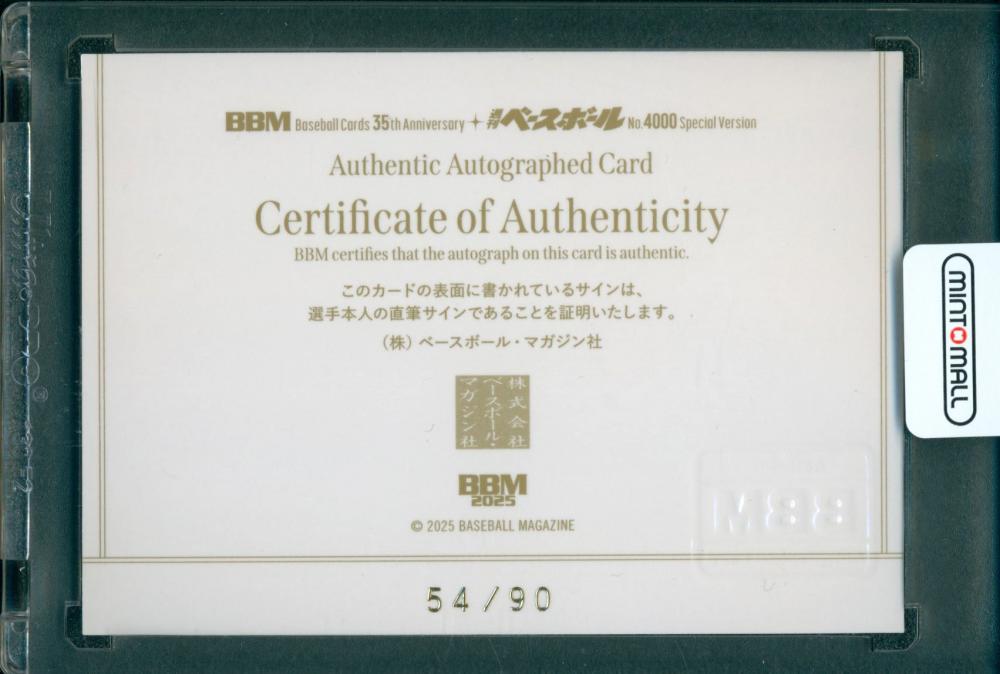 BBM Baseball Cards 35th Anniversary + 週刊ベースボール No.4000 Special Version
Authentic Autographed Card
Certificate of Authenticity
BBM certifies that the autograph on this card is authentic.
このカードの表面に書かれているサインは、
選手本人の直筆サインであることを証明いたします。
(株) ベースボール・マガジン社
株式会社
ベースボール・
マガジン社
BBM
2025
© 2025 BASEBALL MAGAZINE
BBM
54/90
MINT MALL